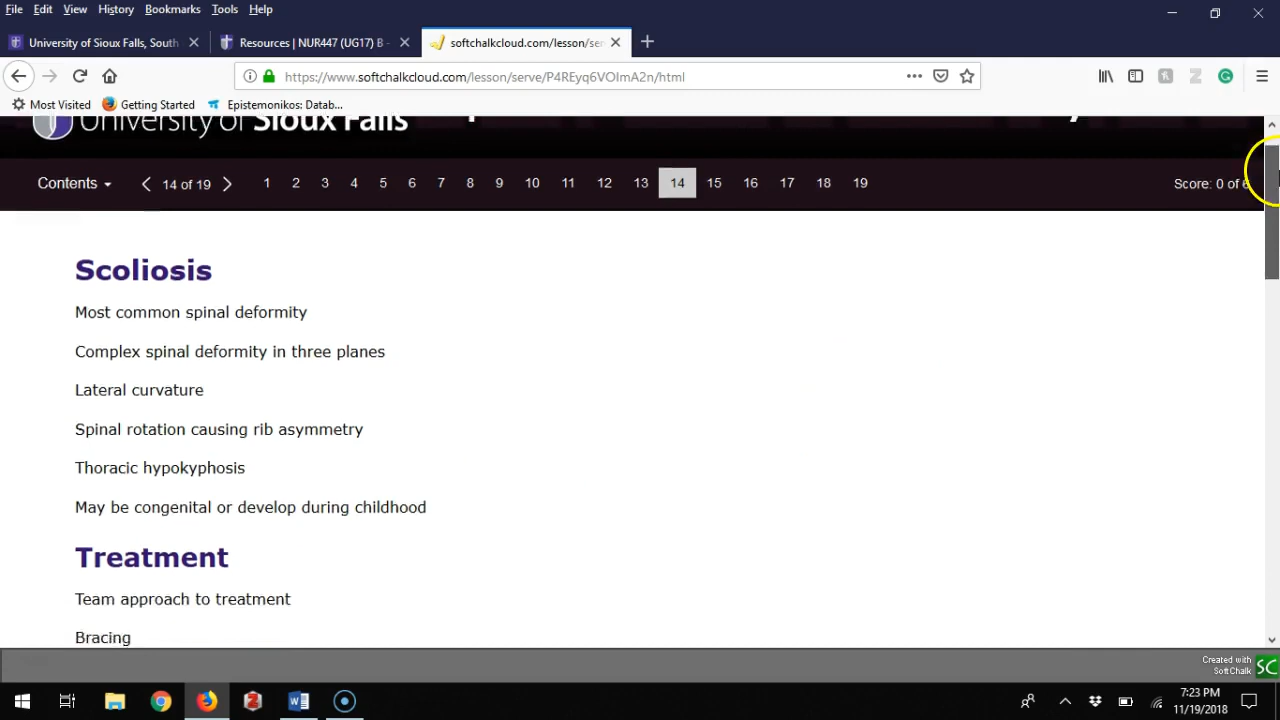 File Edit View History Bookmarks Tools Help
University of Sioux Falls, South
Resources | NUR447 (UG17) B -
softchalkcloud.com/lesson/ser
https://www.softchalkcloud.com/lesson/serve/P4REyq6VOImA2n/html
Most Visited Getting Started Epistemonikos: Datab...
University of Sioux Falls
Contents 14 of 19 1 2 3 4 5 6 7 8 9 10 11 12 13 14 15 16 17 18 19 Score: 0 of 6
Scoliosis
Most common spinal deformity
Complex spinal deformity in three planes
Lateral curvature
Spinal rotation causing rib asymmetry
Thoracic hypokyphosis
May be congenital or develop during childhood
Treatment
Team approach to treatment
Bracing
Created with
SoftChalk
SC
7:23 PM
11/19/2018